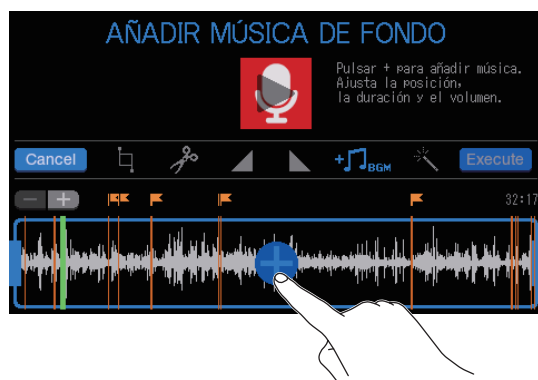 AÑADIR MÚSICA DE FONDO
Pulsar + para añadir música.
Ajusta la posición,
la duración y el volumen.
Cancel
+BGM
Execute
32:17